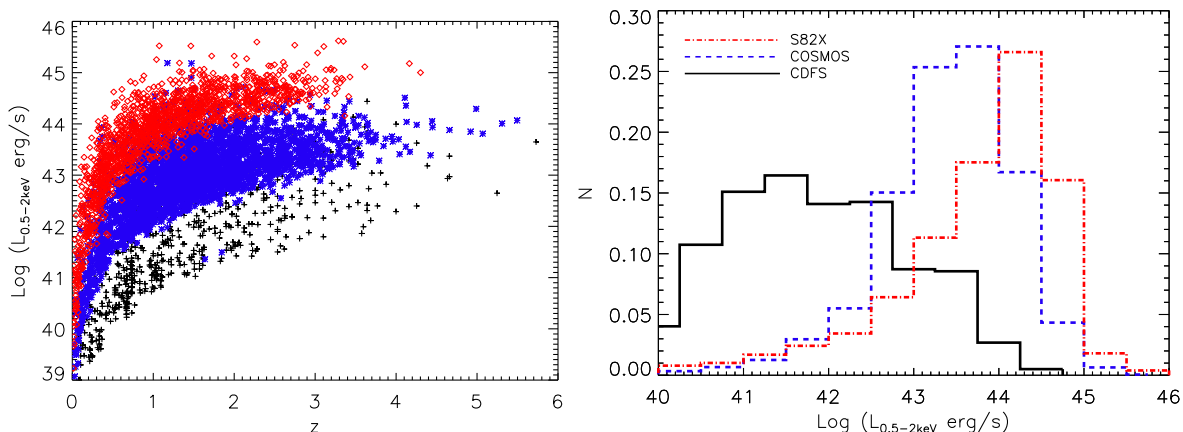 46
45
44
43
42
41
40
39
Log (L0.5-2keV erg/s)
0 1 2 3 4 5 6
z
0.30
0.25
0.20
0.15
0.10
0.05
0.00
N
S82X
COSMOS
CDFS
40 41 42 43 44 45 46
Log (L0.5-2keV erg/s)